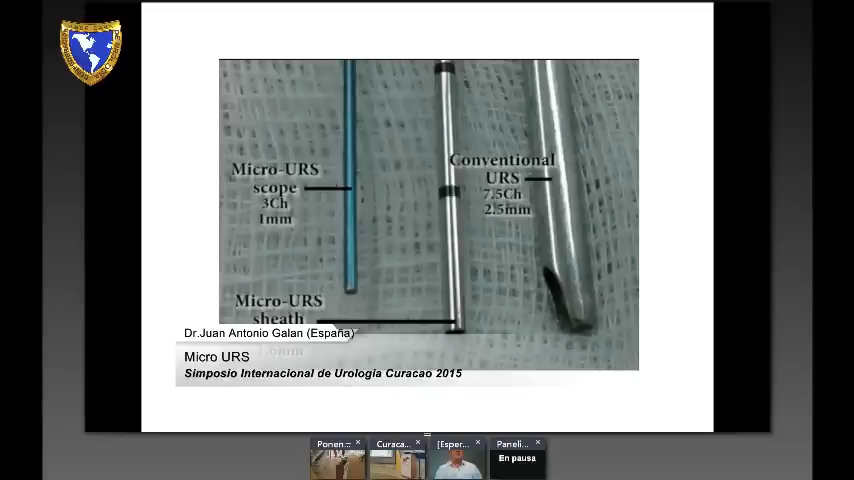 Micro-URS
scope
3Ch
1mm
Conventional
URS
7.5Ch
2.5mm
Micro-URS
sheath
Dr.Juan Antonio Galan (España)
Micro URS
Simposio Internacional de Urología Curacao 2015
Ponen...
Curaca...
[Esper...
Paneli...
En pausa